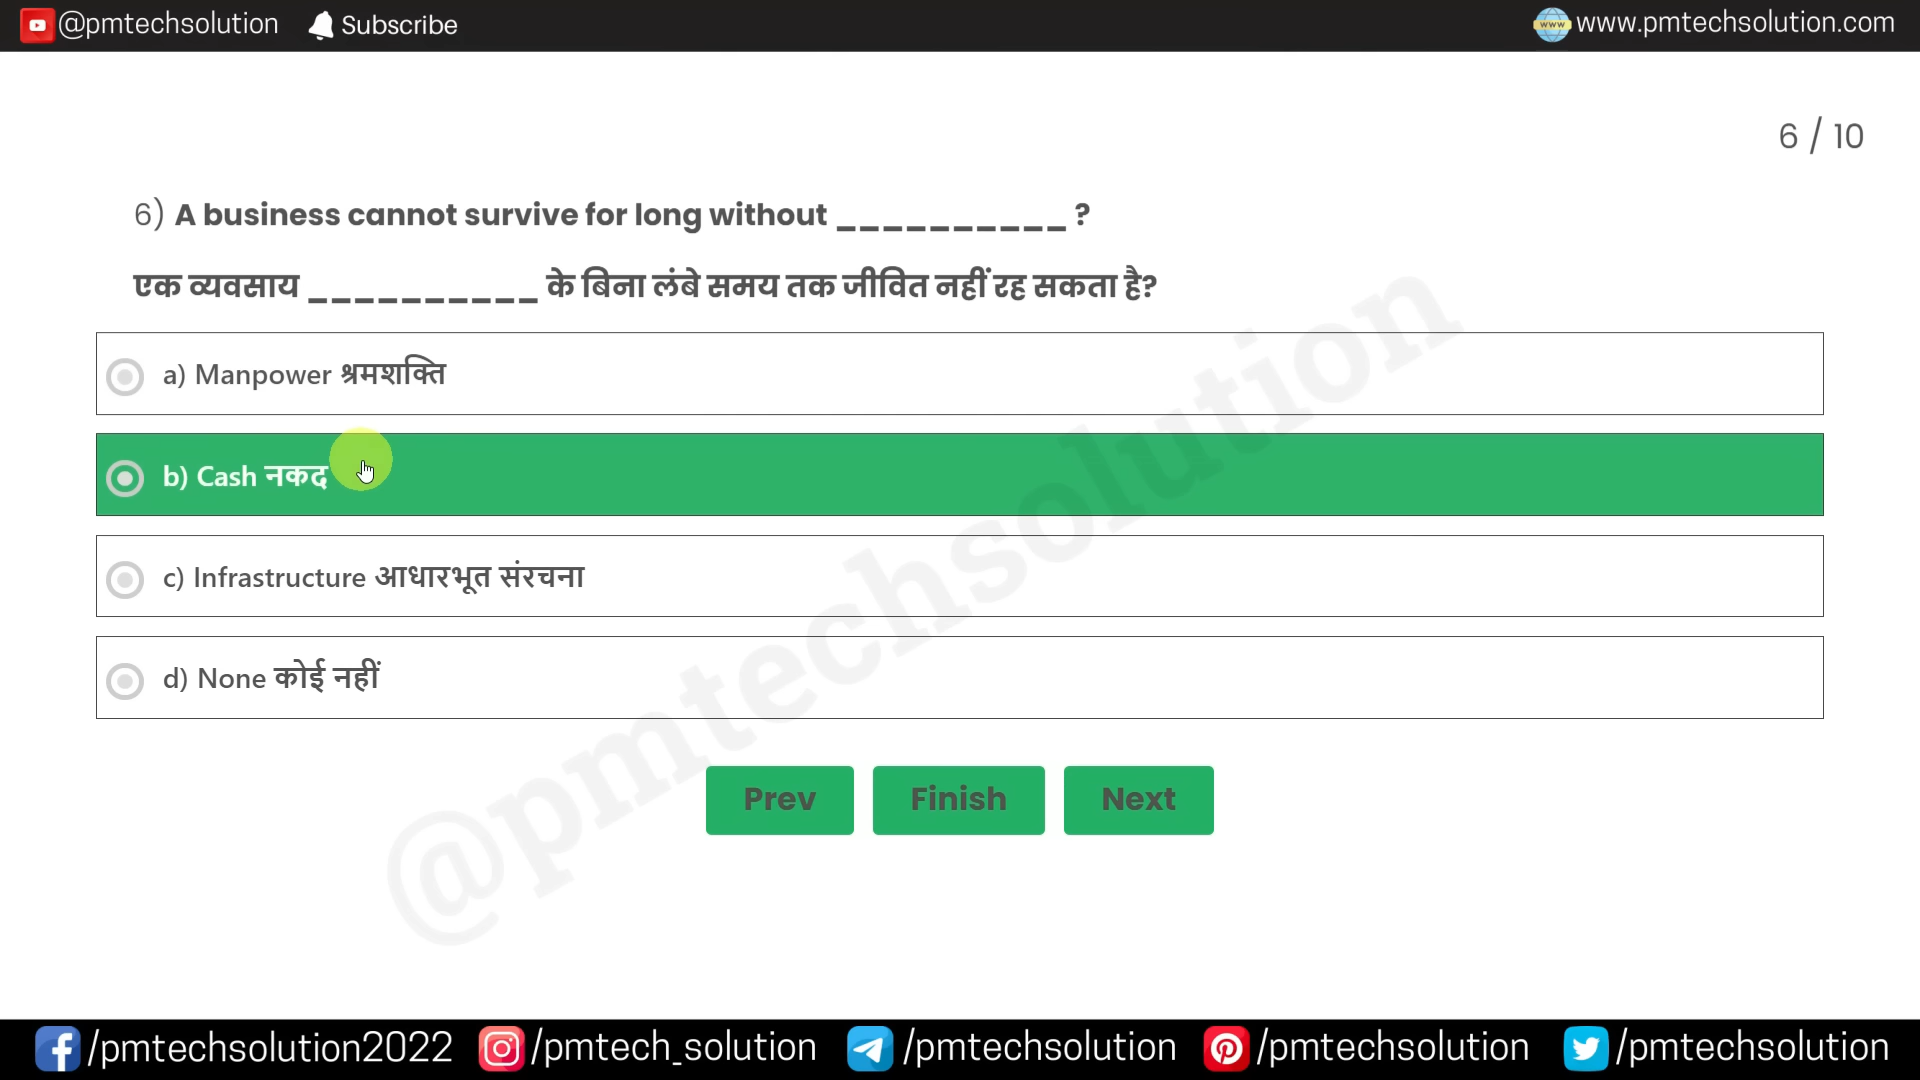 @pmtechsolution Subscribe www.pmtechsolution.com
6 / 10
6) A business cannot survive for long without __________ ?
एक व्यवसाय __________ के बिना लंबे समय तक जीवित नहीं रह सकता है?
a) Manpower श्रमशक्ति
b) Cash नकद
c) Infrastructure आधारभूत संरचना
d) None कोई नहीं
@pmtechsolution
Prev Finish Next
/pmtechsolution2022 /pmtech_solution /pmtechsolution /pmtechsolution /pmtechsolution